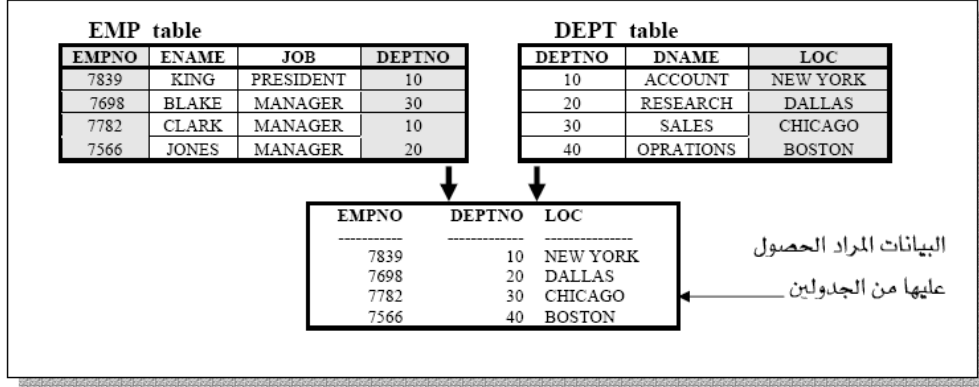 EMP table
EMPNO ENAME JOB DEPTNO
7839 KING PRESIDENT 10
7698 BLAKE MANAGER 30
7782 CLARK MANAGER 10
7566 JONES MANAGER 20
DEPT table
DEPTNO DNAME LOC
10 ACCOUNT NEW YORK
20 RESEARCH DALLAS
30 SALES CHICAGO
40 OPRATIONS BOSTON
EMPNO DEPTNO LOC
----------- ------------- ---------------
7839 10 NEW YORK
7698 20 DALLAS
7782 30 CHICAGO
7566 40 BOSTON
البيانات المراد الحصول
عليها من الجدولين